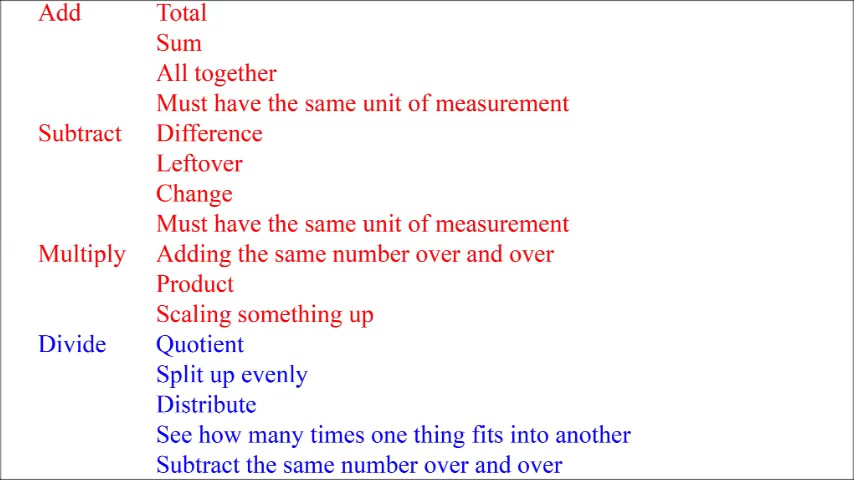 Add Total
Sum
All together
Must have the same unit of measurement
Subtract Difference
Leftover
Change
Must have the same unit of measurement
Multiply Adding the same number over and over
Product
Scaling something up
Divide Quotient
Split up evenly
Distribute
See how many times one thing fits into another
Subtract the same number over and over